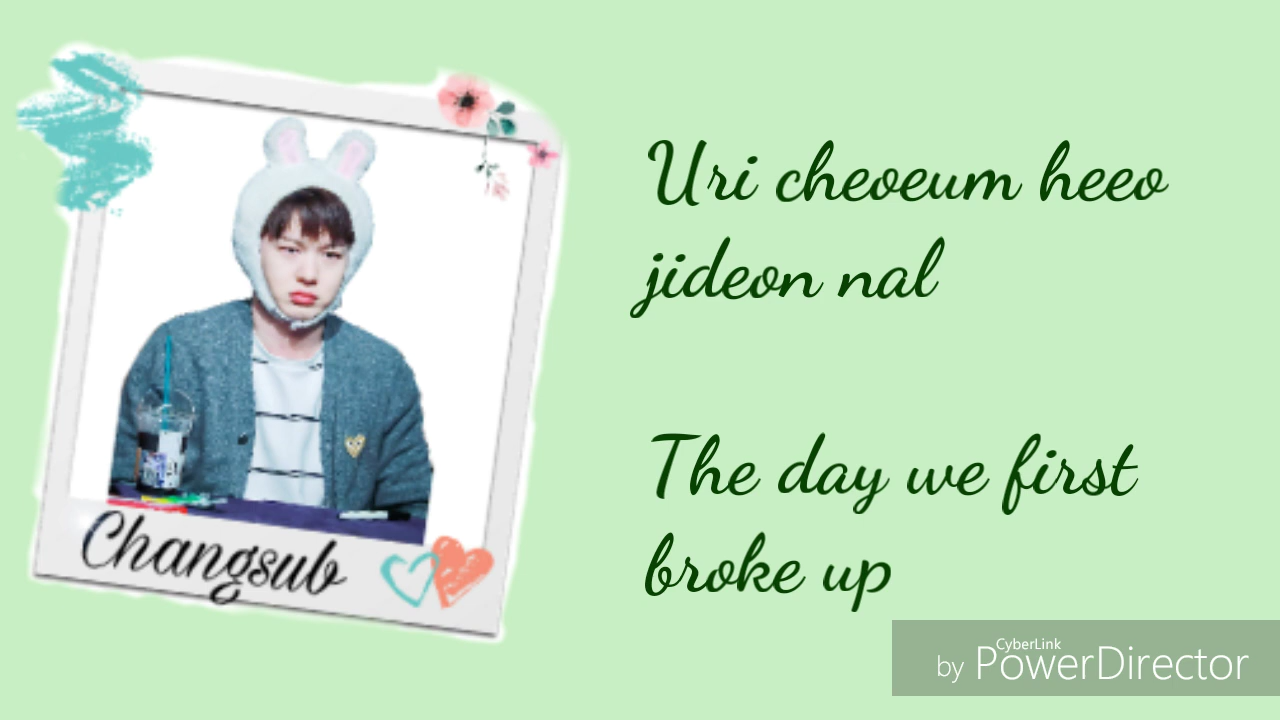 Uri cheoeum heeo
jideon nal
The day we first
broke up
Changsub
by CyberLink PowerDirector